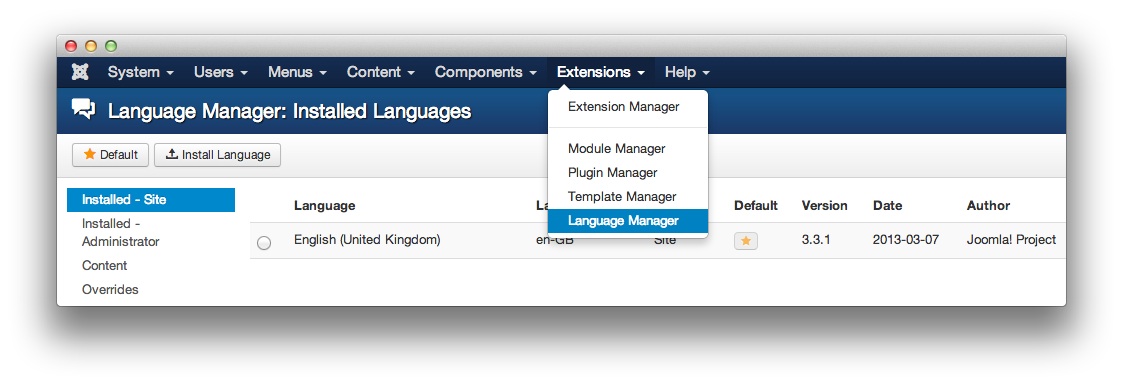 System Users Menus Content Components Extensions Help
Language Manager: Installed Languages
Extension Manager
Module Manager
Plugin Manager
Template Manager
Language Manager
Default Install Language
Installed - Site
Installed -
Administrator
Content
Overrides
Language Default Version Date Author
English (United Kingdom) en-GB Site 3.3.1 2013-03-07 Joomla! Project